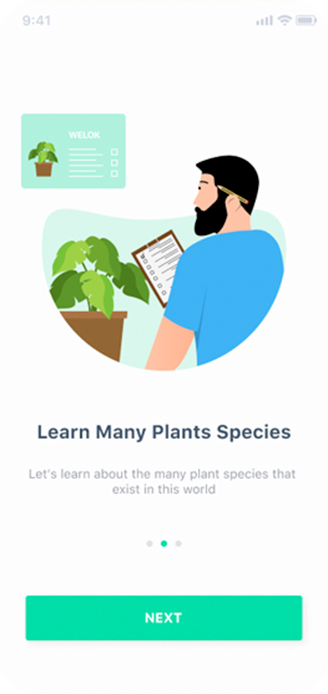 9:41
WELOK
Learn Many Plants Species
Let's learn about the many plant species that
exist in this world
NEXT